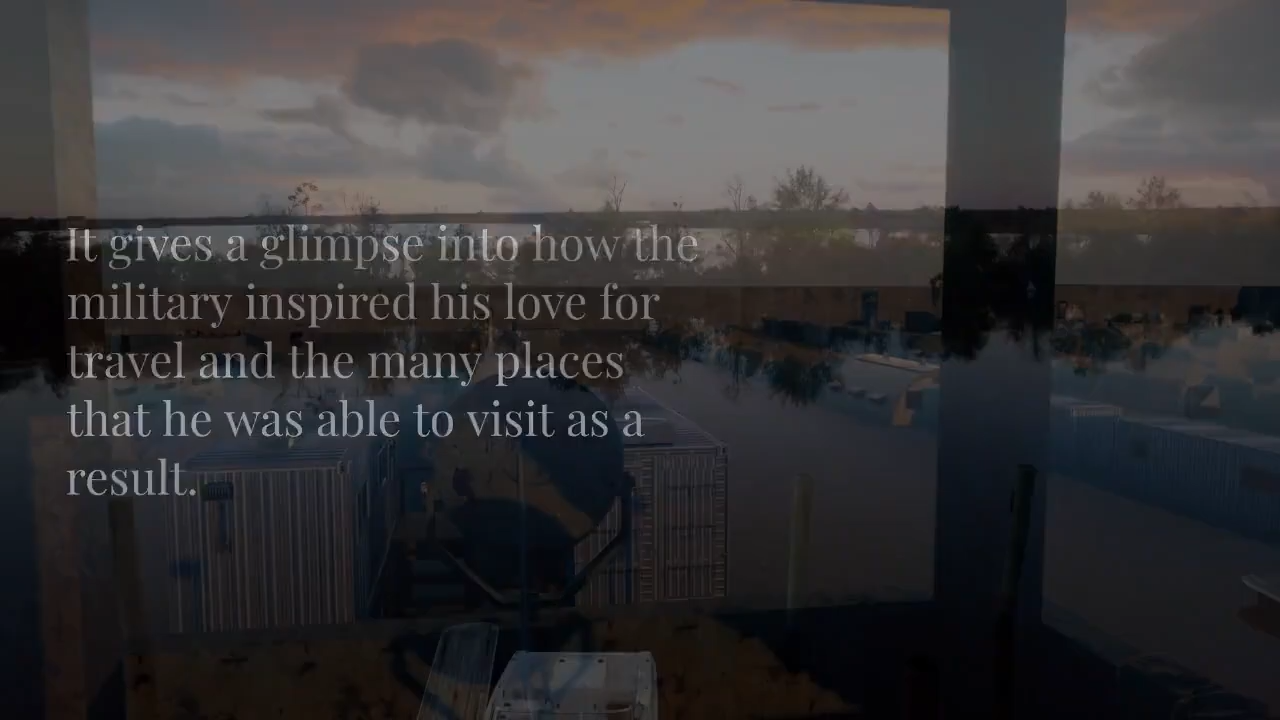 It gives a glimpse into how the
military inspired his love for
travel and the many places
that he was able to visit as a
result.